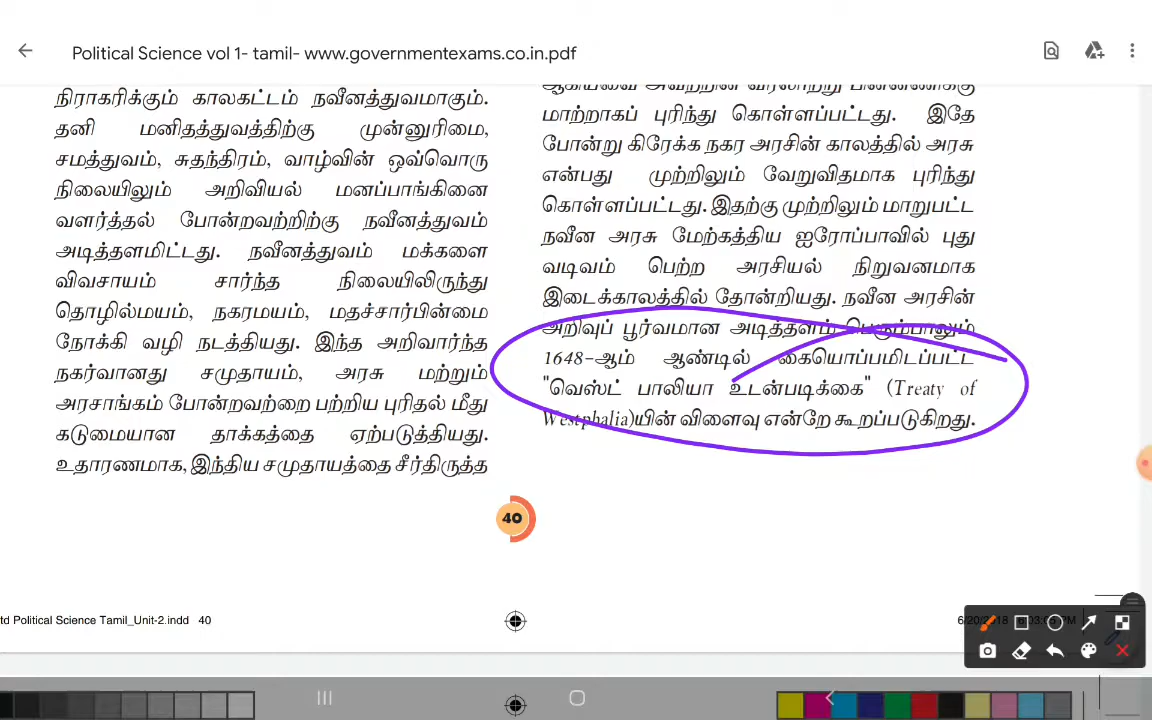 Political Science vol 1- tamil- www.governmentexams.co.in.pdf
நிராகரிக்கும் காலகட்டம் நவீனத்துவமாகும்.
தனி மனிதத்துவத்திற்கு முன்னுரிமை,
சமத்துவம், சுதந்திரம், வாழ்வின் ஒவ்வொரு
நிலையிலும் அறிவியல் மனப்பாங்கினை
வளர்த்தல் போன்றவற்றிற்கு நவீனத்துவம்
அடித்தளமிட்டது. நவீனத்துவம் மக்களை
விவசாயம் சார்ந்த நிலையிலிருந்து
தொழில்மயம், நகரமயம், மதச்சார்பின்மை
நோக்கி வழி நடத்தியது. இந்த அறிவார்ந்த
நகர்வானது சமுதாயம், அரசு மற்றும்
அரசாங்கம் போன்றவற்றை பற்றிய புரிதல் மீது
கடுமையான தாக்கத்தை ஏற்படுத்தியது.
உதாரணமாக, இந்திய சமுதாயத்தை சீர்திருத்த
ஆகியவை அவற்றின் வரலாற்று பின்னணிக்கு
மாற்றாகப் புரிந்து கொள்ளப்பட்டது. இதே
போன்று கிரேக்க நகர அரசின் காலத்தில் அரசு
என்பது முற்றிலும் வேறுவிதமாக புரிந்து
கொள்ளப்பட்டது. இதற்கு முற்றிலும் மாறுபட்ட
நவீன அரசு மேற்கத்திய ஐரோப்பாவில் புது
வடிவம் பெற்ற அரசியல் நிறுவனமாக
இடைக்காலத்தில் தோன்றியது. நவீன அரசின்
அறிவுப் பூர்வமான அடித்தளம் பெரும்பாலும்
1648-ஆம் ஆண்டில் கையொப்பமிடப்பட்ட
"வெஸ்ட் பாலியா உடன்படிக்கை" (Treaty of
Westphalia)யின் விளைவு என்றே கூறப்படுகிறது.
40
td Political Science Tamil_Unit-2.indd 40